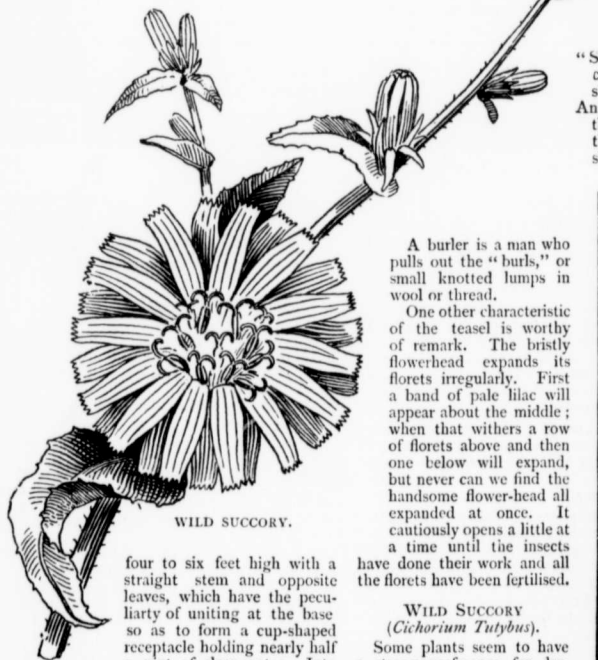 WILD SUCCORY.
four to six feet high with a
straight stem and opposite
leaves, which have the pecu-
liarty of uniting at the base
so as to form a cup-shaped
receptacle holding nearly half
"S
c
s
An
t
t
s
A burler is a man who
pulls out the "burls," or
small knotted lumps in
wool or thread.
One other characteristic
of the teasel is worthy
of remark. The bristly
flowerhead expands its
florets irregularly. First
a band of pale lilac will
appear about the middle;
when that withers a row
of florets above and then
one below will expand,
but never can we find the
handsome flower-head all
expanded at once. It
cautiously opens a little at
a time until the insects
have done their work and all
the florets have been fertilised.
WILD SUCCORY
(Cichorium Tutybus).
Some plants seem to have